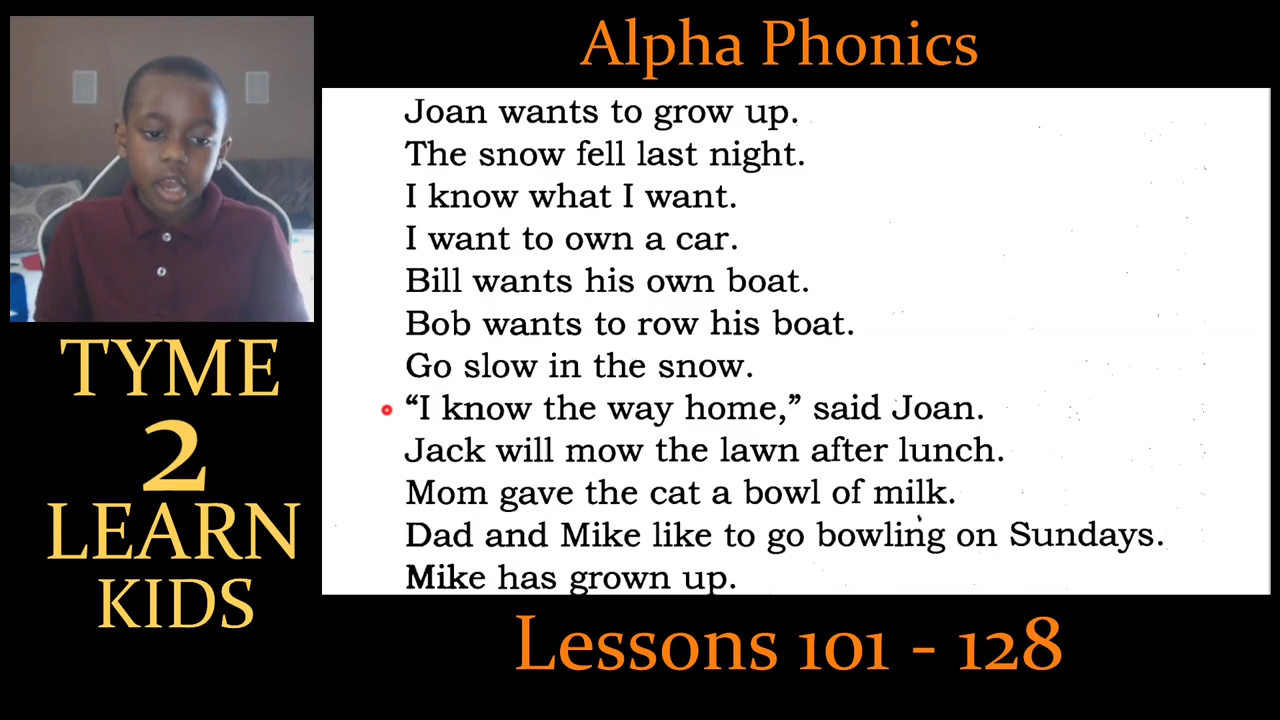 Alpha Phonics
Joan wants to grow up.
The snow fell last night.
I know what I want.
I want to own a car.
Bill wants his own boat.
Bob wants to row his boat.
Go slow in the snow.
“I know the way home,” said Joan.
Jack will mow the lawn after lunch.
Mom gave the cat a bowl of milk.
Dad and Mike like to go bowling on Sundays.
Mike has grown up.
TYME
2
LEARN
KIDS
Lessons 101 - 128